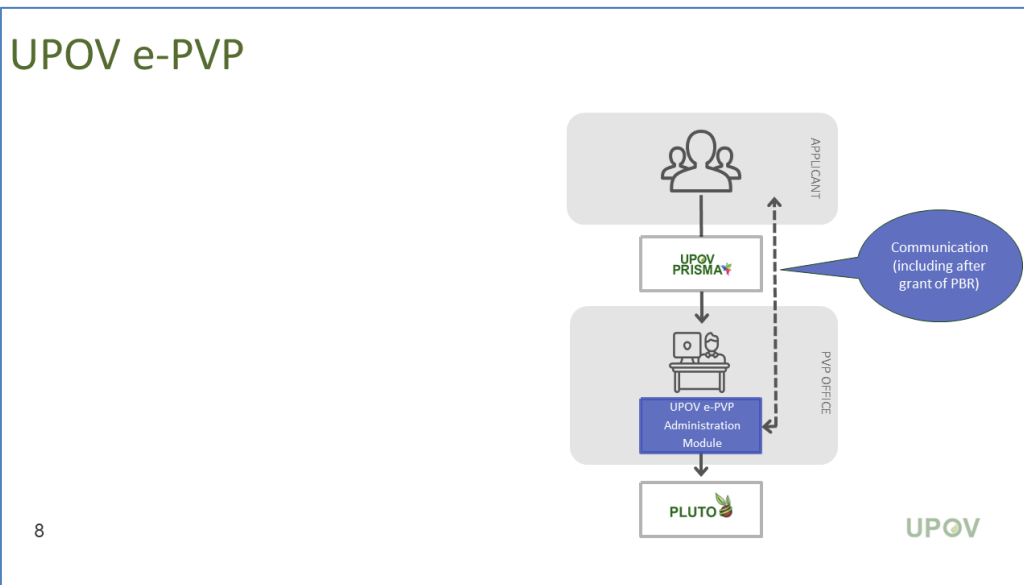 UPOV e-PVP
APPLICANT
UPOV
PRISMA
Communication
(including after
grant of PBR)
PVP OFFICE
UPOV e-PVP
Administration
Module
PLUTO
8
UPOV